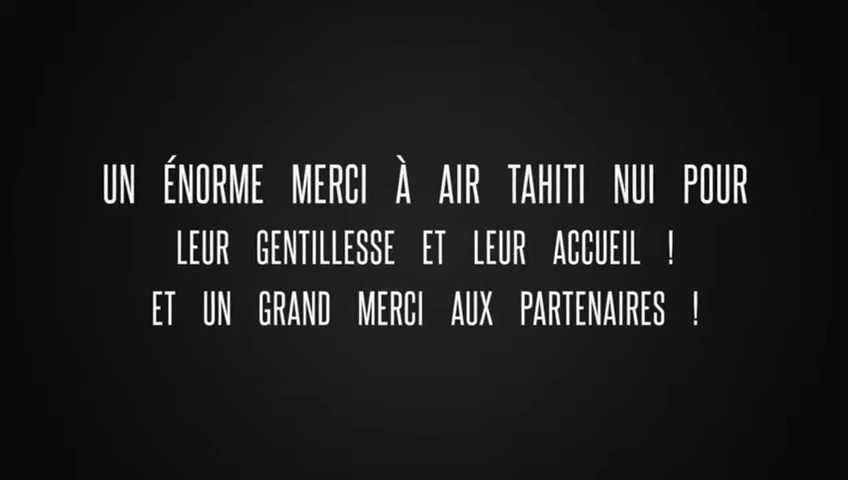 UN ÉNORME MERCI À AIR TAHITI NUI POUR
LEUR GENTILLESSE ET LEUR ACCUEIL !
ET UN GRAND MERCI AUX PARTENAIRES !